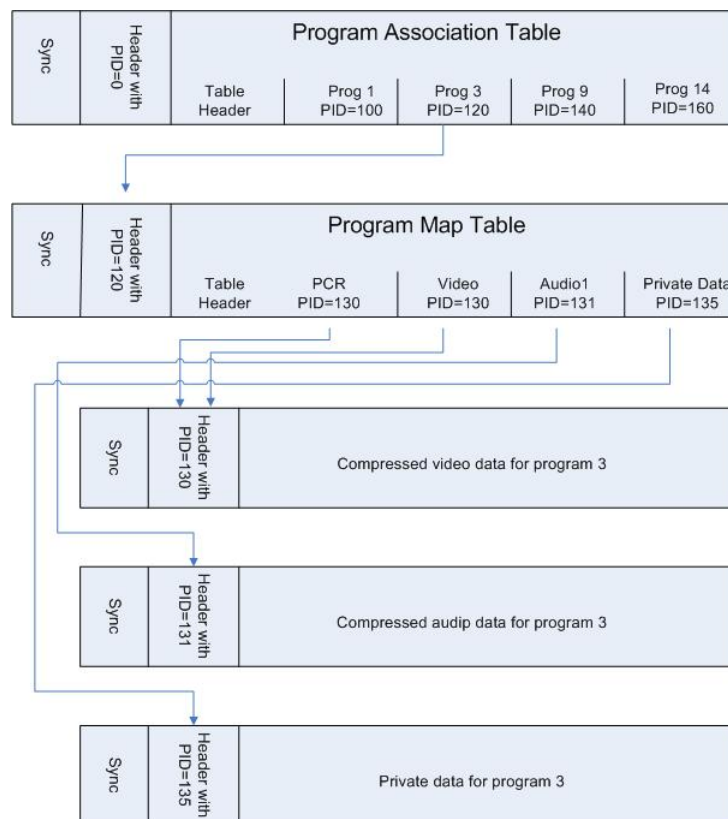 Sync
Header with
PID=0
Program Association Table
Table
Header
Prog 1
PID=100
Prog 3
PID=120
Prog 9
PID=140
Prog 14
PID=160
Sync
Header with
PID=120
Program Map Table
Table
Header
PCR
PID=130
Video
PID=130
Audio1
PID=131
Private Data
PID=135
Sync
Header with
PID=130
Compressed video data for program 3
Sync
Header with
PID=131
Compressed audip data for program 3
Sync
Header with
PID=135
Private data for program 3